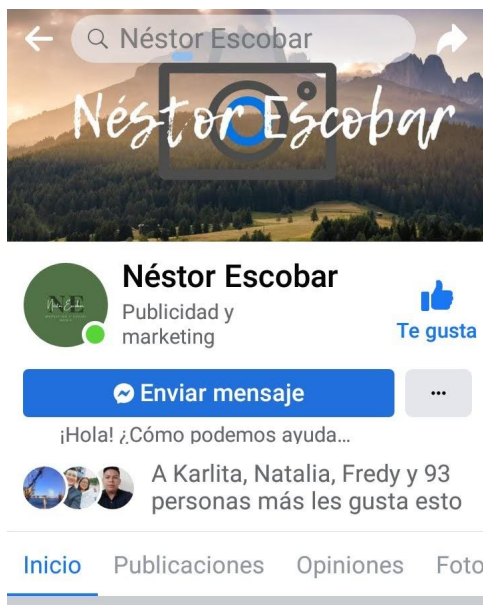 Néstor Escobar
Néstor Escobar
Néstor Escobar
Publicidad y
marketing
Te gusta
Enviar mensaje
¡Hola! ¿Cómo podemos ayuda...
A Karlita, Natalia, Fredy y 93
personas más les gusta esto
Inicio Publicaciones Opiniones Foto